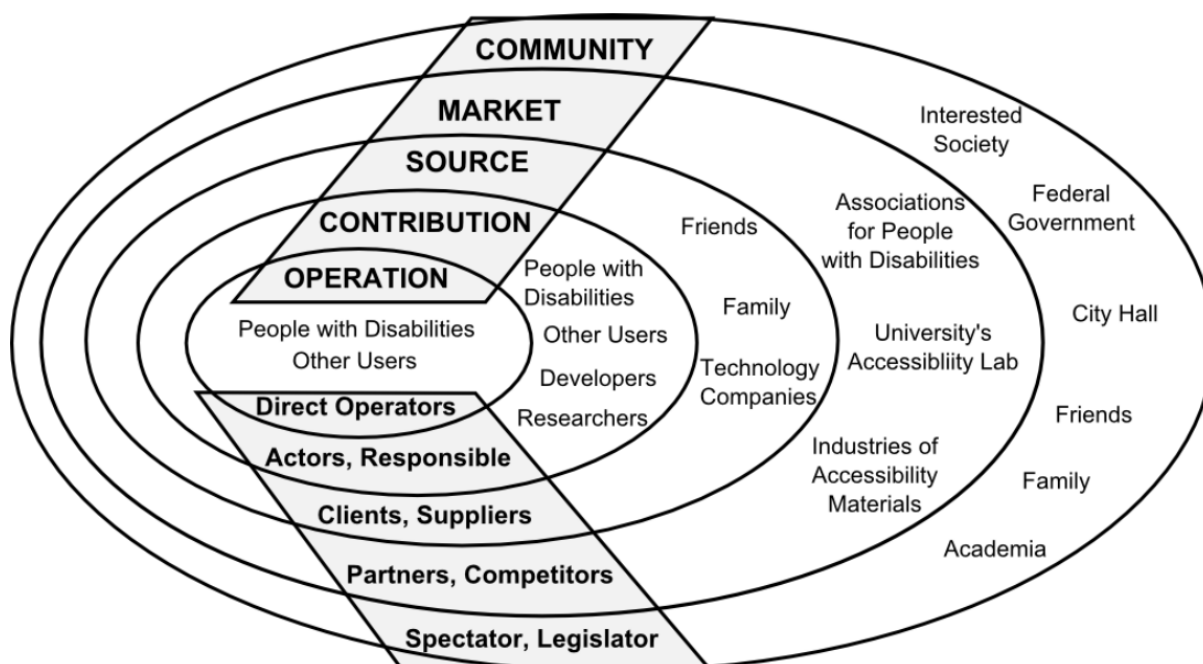 COMMUNITY
MARKET
SOURCE
CONTRIBUTION
OPERATION
People with Disabilities
Other Users
Direct Operators
Actors, Responsible
Clients, Suppliers
Partners, Competitors
Spectator, Legislator
People with
Disabilities
Other Users
Developers
Researchers
Friends
Family
Technology
Companies
Associations
for People
with Disabilities
University's
Accessibliity Lab
Industries of
Accessibility
Materials
Interested
Society
Federal
Government
City Hall
Friends
Family
Academia